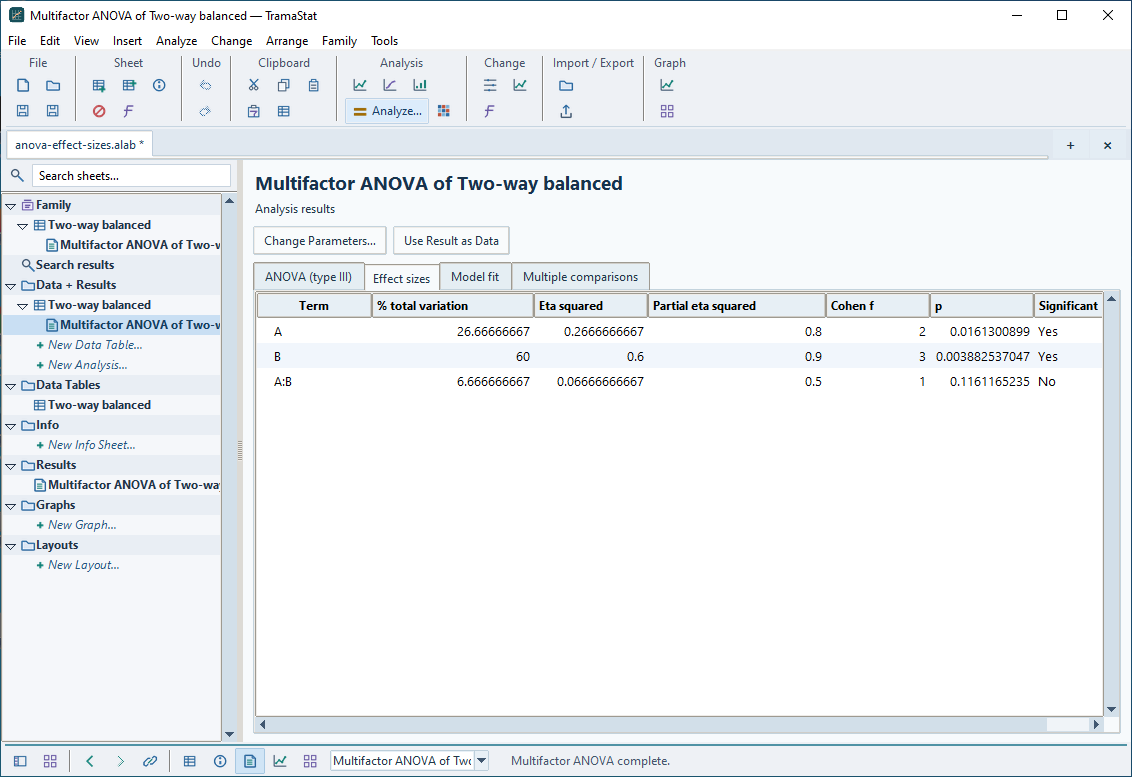 Multifactor ANOVA of Two-way balanced — TramaStat
File Edit View Insert Analyze Change Arrange Family Tools
File Sheet Undo Clipboard Analysis Change Import / Export Graph
Analyze...
anova-effect-sizes.alab *
Search sheets...
Family
Two-way balanced
Multifactor ANOVA of Two-w
Search results
Data + Results
Two-way balanced
Multifactor ANOVA of Two-w
New Data Table...
New Analysis...
Data Tables
Two-way balanced
Info
New Info Sheet...
Results
Multifactor ANOVA of Two-way
Graphs
New Graph...
Layouts
New Layout...
Multifactor ANOVA of Two-way balanced
Analysis results
Change Parameters... Use Result as Data
ANOVA (type III) Effect sizes Model fit Multiple comparisons
Term % total variation Eta squared Partial eta squared Cohen f p Significant
A 26.66666667 0.2666666667 0.8 2 0.0161300899 Yes
B 60 0.6 0.9 3 0.003882537047 Yes
A:B 6.666666667 0.06666666667 0.5 1 0.1161165235 No
Multifactor ANOVA of Two Multifactor ANOVA complete.